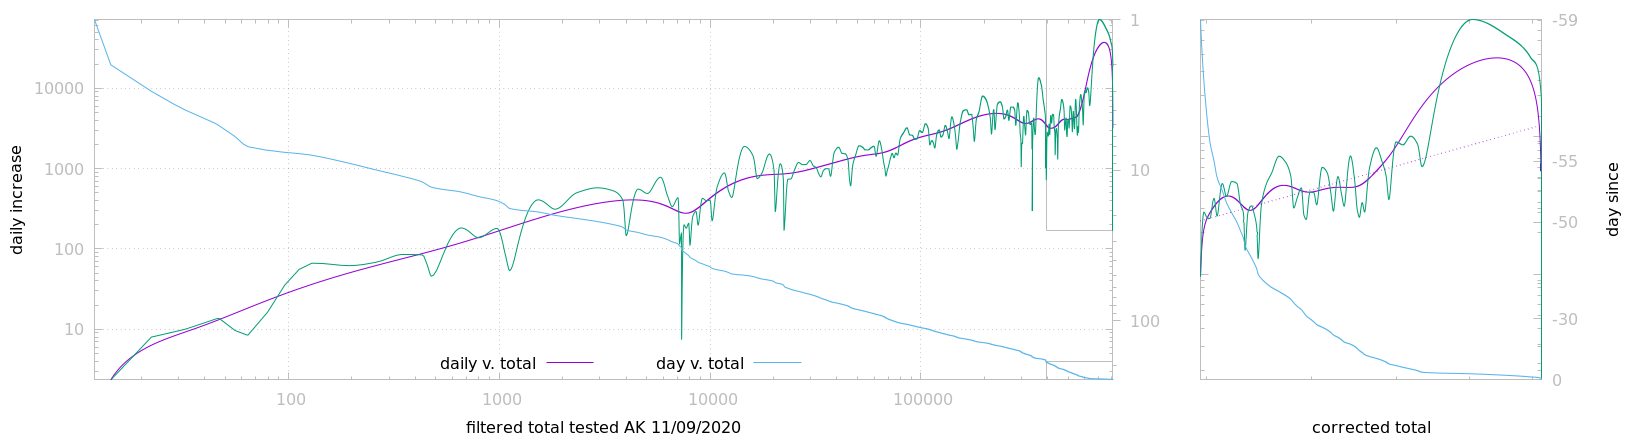 daily increase
10000
1000
100
10
daily v. total
day v. total
100
1000
10000
100000
filtered total tested AK 11/09/2020
1
10
100
-59
-55
-50
-30
0
day since
corrected total